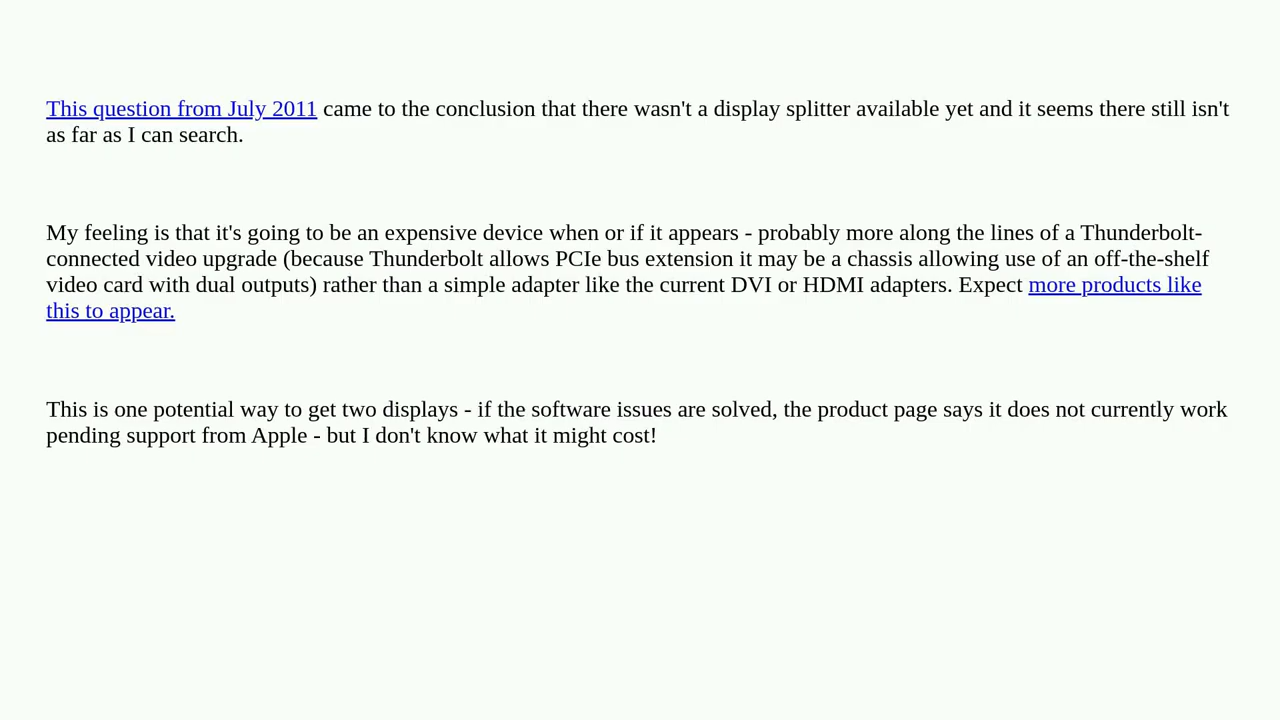 This question from July 2011 came to the conclusion that there wasn't a display splitter available yet and it seems there still isn't
as far as I can search.
My feeling is that it's going to be an expensive device when or if it appears - probably more along the lines of a Thunderbolt-
connected video upgrade (because Thunderbolt allows PCIe bus extension it may be a chassis allowing use of an off-the-shelf
video card with dual outputs) rather than a simple adapter like the current DVI or HDMI adapters. Expect more products like
this to appear.
This is one potential way to get two displays - if the software issues are solved, the product page says it does not currently work
pending support from Apple - but I don't know what it might cost!